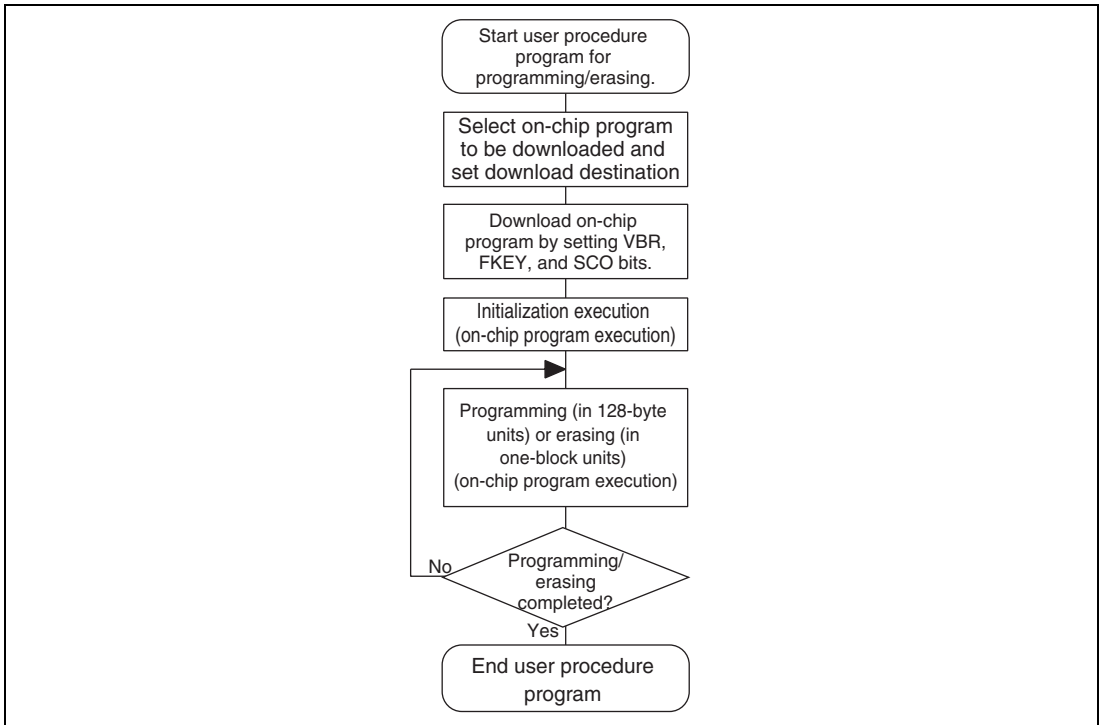 Start user procedure
program for
programming/erasing.
Select on-chip program
to be downloaded and
set download destination
Download on-chip
program by setting VBR,
FKEY, and SCO bits.
Initialization execution
(on-chip program execution)
Programming (in 128-byte
units) or erasing (in
one-block units)
(on-chip program execution)
No
Programming/
erasing
completed?
Yes
End user procedure
program